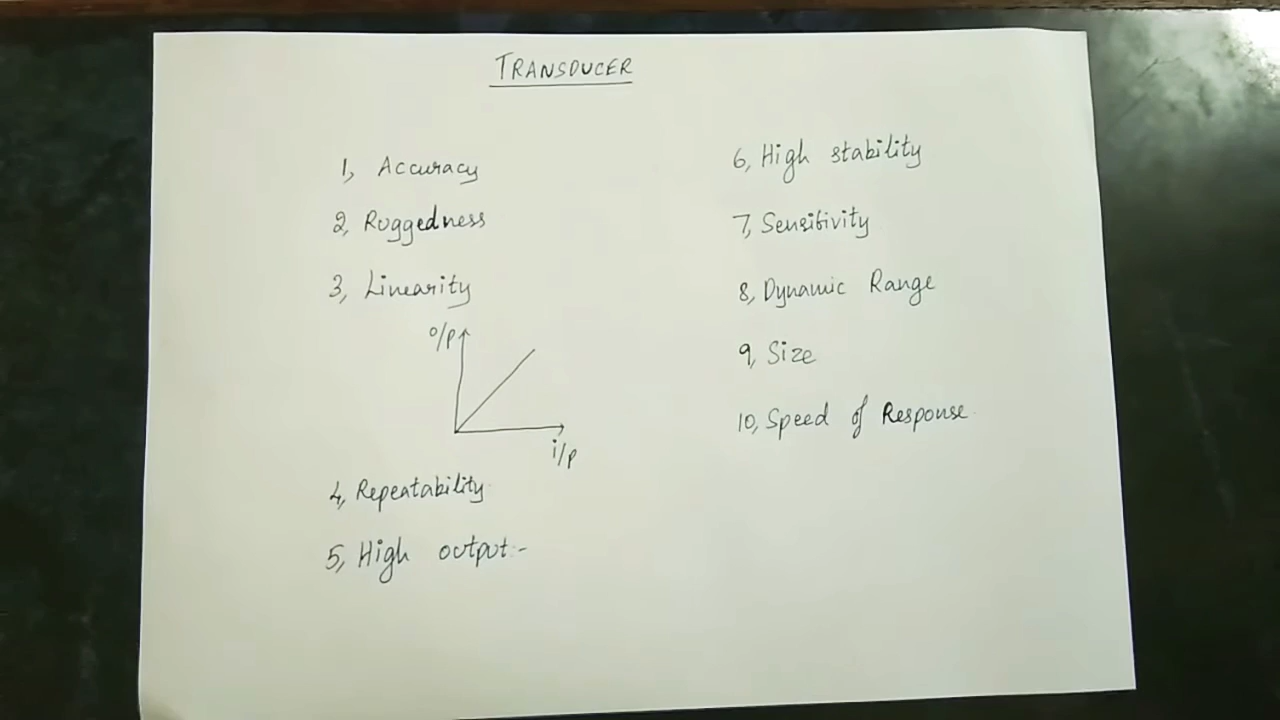 TRANSDUCER
1, Accuracy
2, Ruggedness
3, Linearity
o/p
i/p
4, Repeatability
5, High output:-
6, High stability
7, Sensitivity
8, Dynamic Range
9, Size
10, Speed of Response